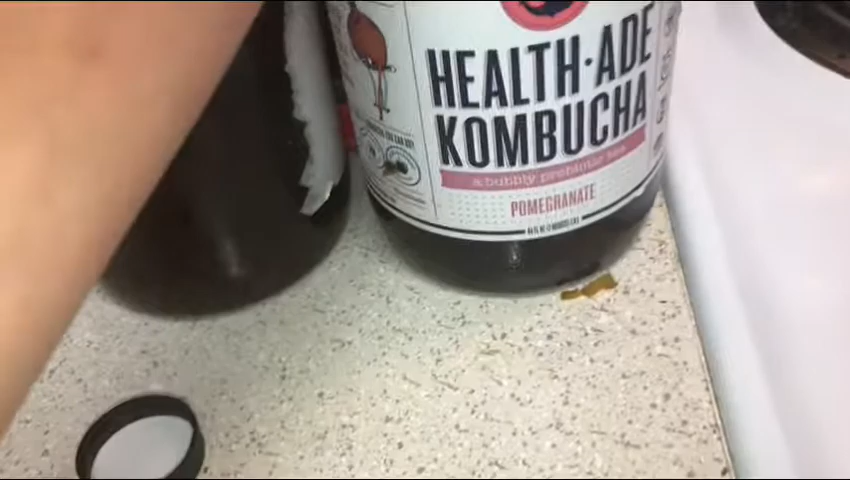 HEALTH·ADE
KOMBUCHA
a bubbly probiotic tea
POMEGRANATE